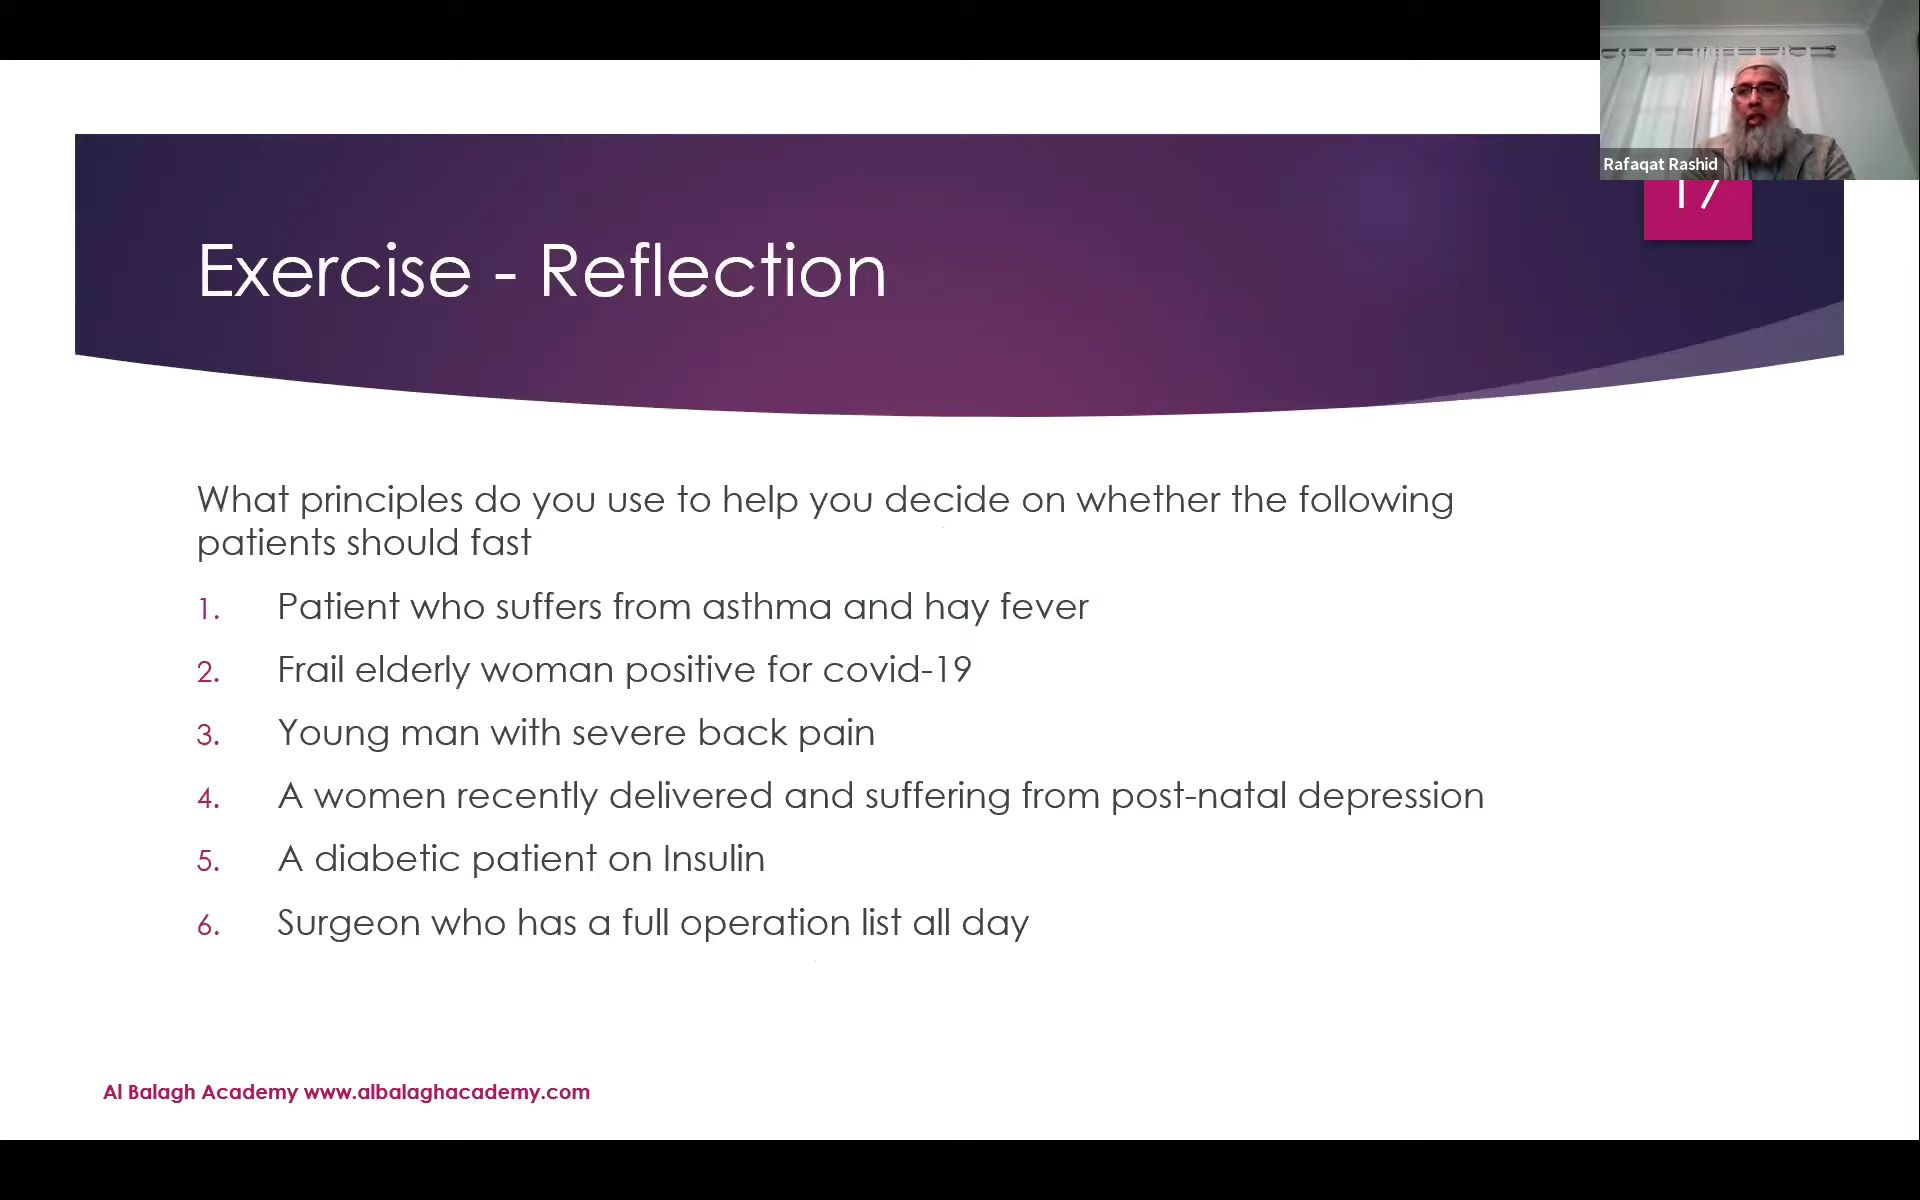 Rafaqat Rashid
17
Exercise - Reflection
What principles do you use to help you decide on whether the following
patients should fast
1. Patient who suffers from asthma and hay fever
2. Frail elderly woman positive for covid-19
3. Young man with severe back pain
4. A women recently delivered and suffering from post-natal depression
5. A diabetic patient on Insulin
6. Surgeon who has a full operation list all day
Al Balagh Academy www.albalaghacademy.com